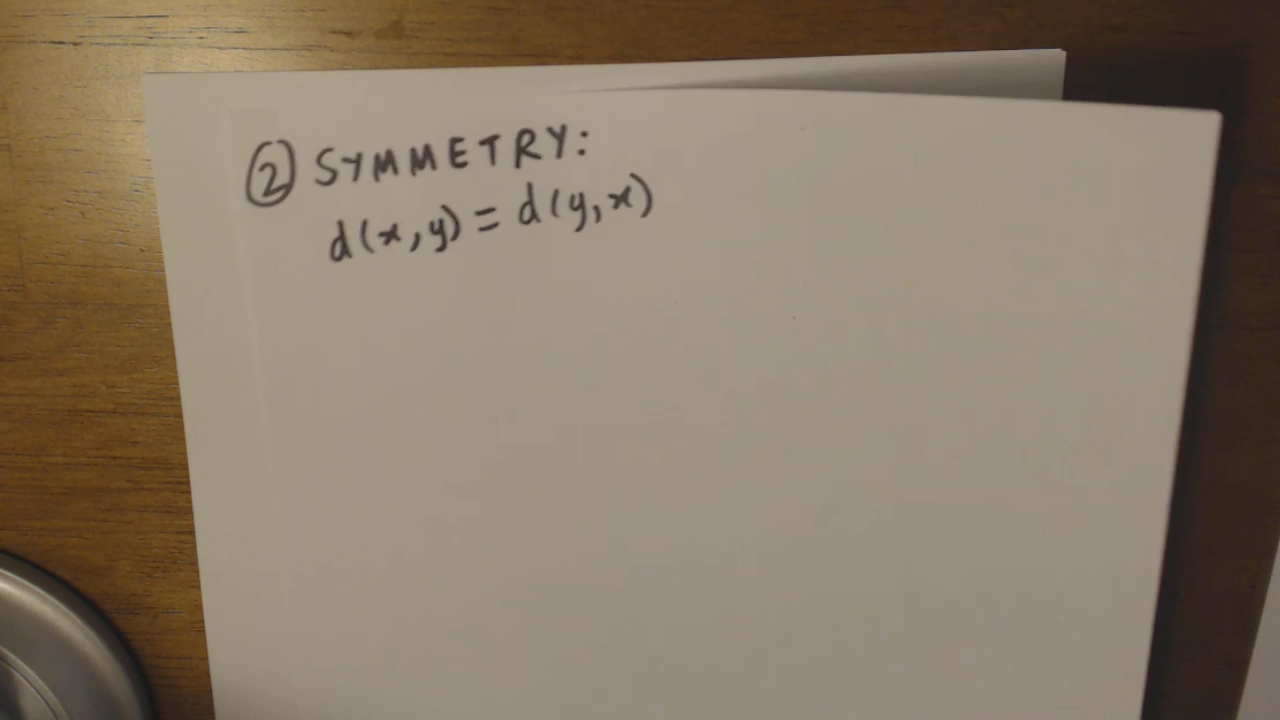 ② SYMMETRY:
d(x,y) = d(y,x)